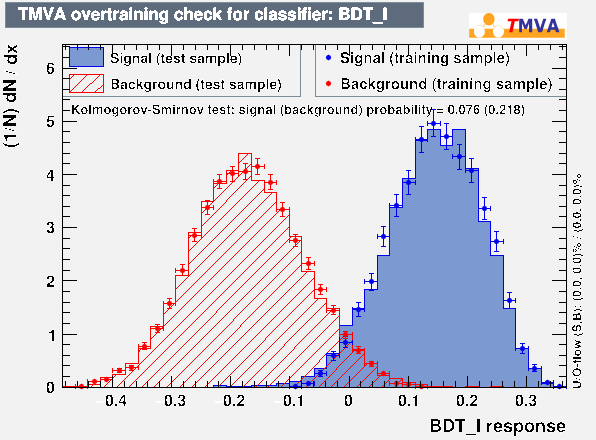 TMVA overtraining check for classifier: BDT_I
TMVA
(1/N) dN / dx
Signal (test sample)
Background (test sample)
Signal (training sample)
Background (training sample)
Kolmogorov-Smirnov test: signal (background) probability = 0.076 (0.218)
6
5
4
3
2
1
0
-0.4 -0.3 -0.2 -0.1 0 0.1 0.2 0.3
BDT_I response
U/O-flow (S,B): (0.0, 0.0)% / (0.0, 0.0)%